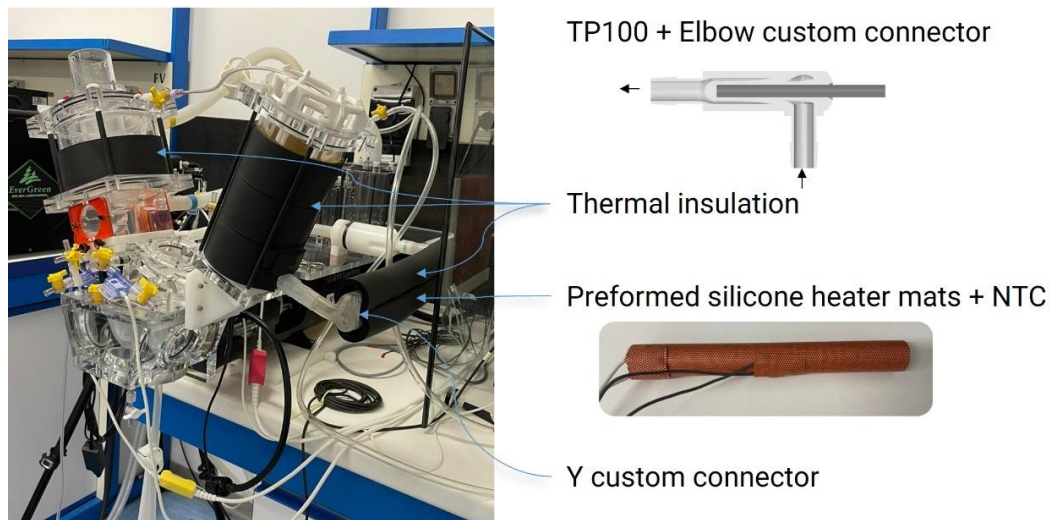 TP100 + Elbow custom connector
FV
EverGreen
Thermal insulation
Preformed silicone heater mats + NTC
Y custom connector